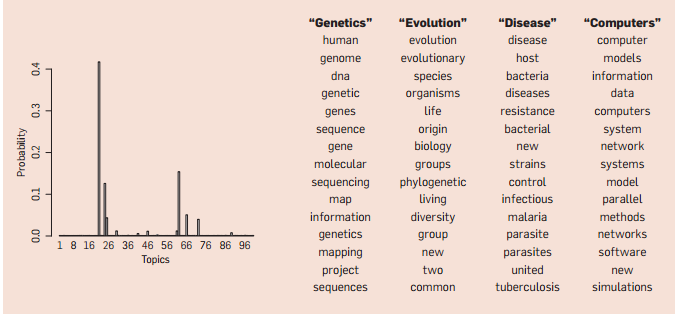 “Genetics” “Evolution” “Disease” “Computers”
human evolution disease computer
genome evolutionary host models
dna species bacteria information
genetic organisms diseases data
genes life resistance computers
sequence origin bacterial system
gene biology new network
molecular groups strains systems
sequencing phylogenetic control model
map living infectious parallel
information diversity malaria methods
genetics group parasite networks
mapping new parasites software
project two united new
sequences common tuberculosis simulations
Probability
0.4
0.3
0.2
0.1
0.0
1 8 16 26 36 46 56 66 76 86 96
Topics